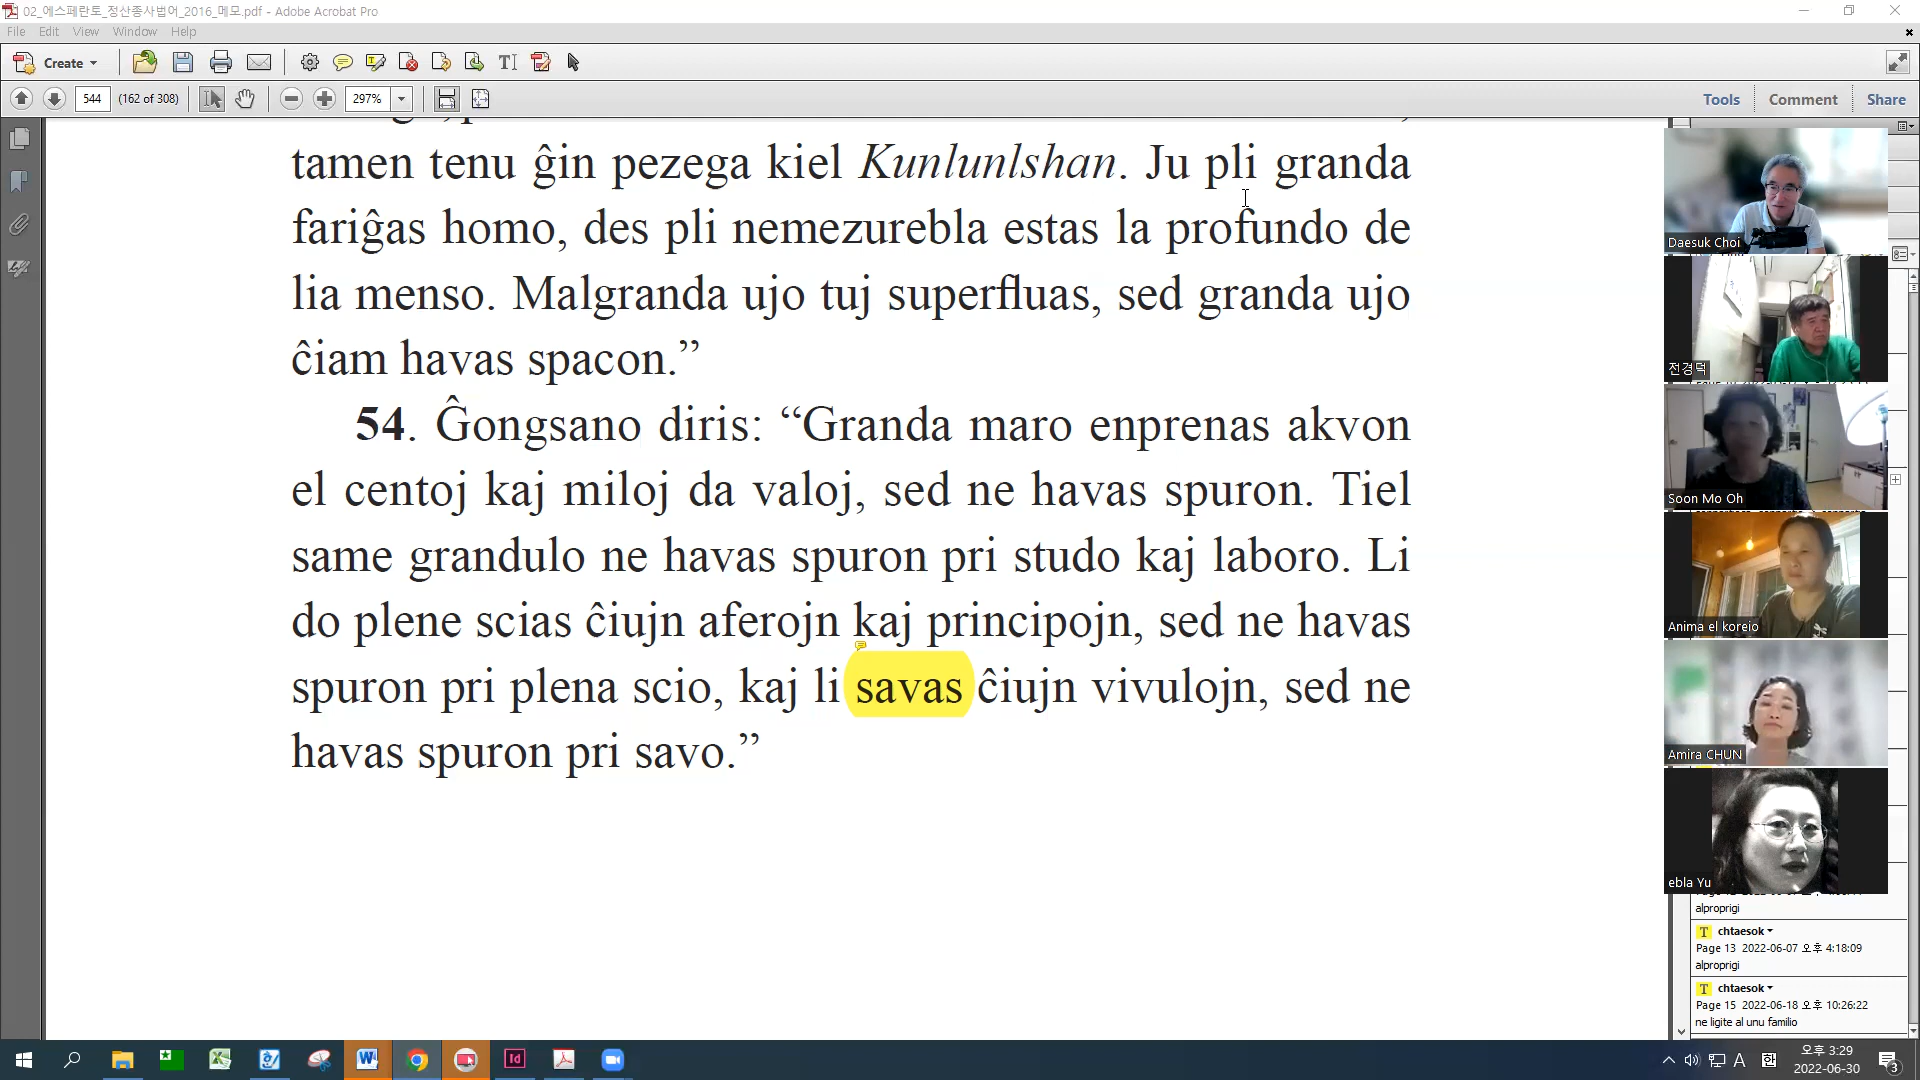 02_에스페란토_정산종사법어_2016_메모.pdf - Adobe Acrobat Pro
File Edit View Window Help
Create
544 (162 of 308) 297% Tools Comment Share
tamen tenu ĝin pezega kiel Kunlunlshan. Ju pli granda
fariĝas homo, des pli nemezurebla estas la profundo de
lia menso. Malgranda ujo tuj superfluas, sed granda ujo
ĉiam havas spacon.”
54. Ĝongsano diris: “Granda maro enprenas akvon
el centoj kaj miloj da valoj, sed ne havas spuron. Tiel
same grandulo ne havas spuron pri studo kaj laboro. Li
do plene scias ĉiujn aferojn kaj principojn, sed ne havas
spuron pri plena scio, kaj li savas ĉiujn vivulojn, sed ne
havas spuron pri savo.”
Daesuk Choi
전경덕
Soon Mo Oh
Anima el koreio
Amira CHUN
ebla Yu
alproprigi
T chtaesok
Page 13 2022-06-07 오후 4:18:09
alproprigi
T chtaesok
Page 15 2022-06-18 오후 10:26:22
ne ligite al unu familio
A 한 오후 3:29
2022-06-30
3